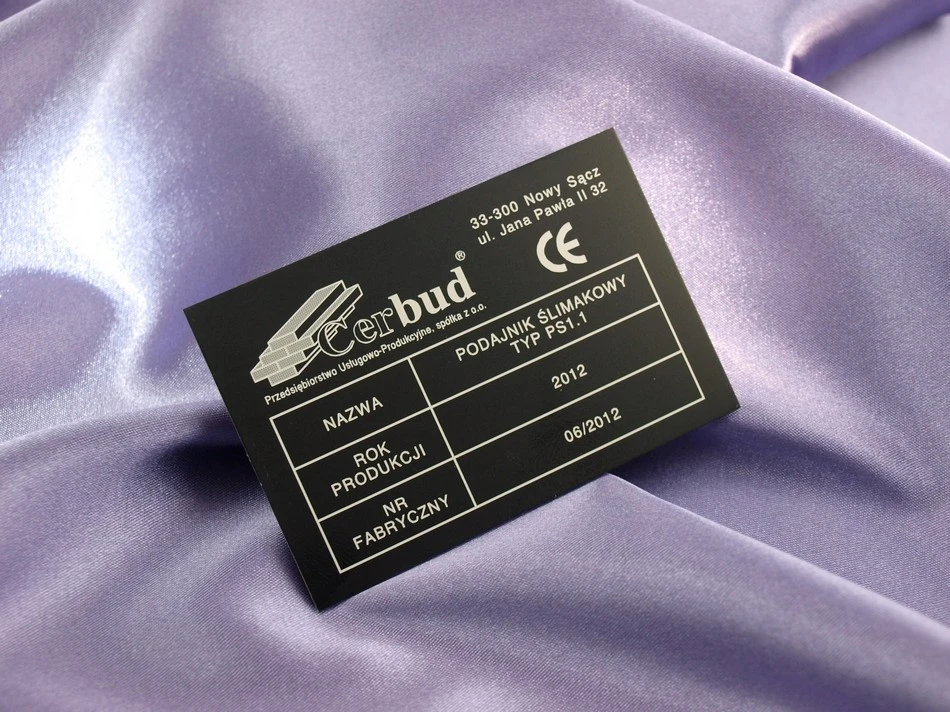 33-300 Nowy Sącz
ul. Jana Pawła II 32
CE
Cerbud®
Przedsiębiorstwo Usługowo-Produkcyjne, spółka z o.o.
NAZWA
PODAJNIK ŚLIMAKOWY
TYP PS1.1
ROK
PRODUKCJI
2012
NR
FABRYCZNY
06/2012